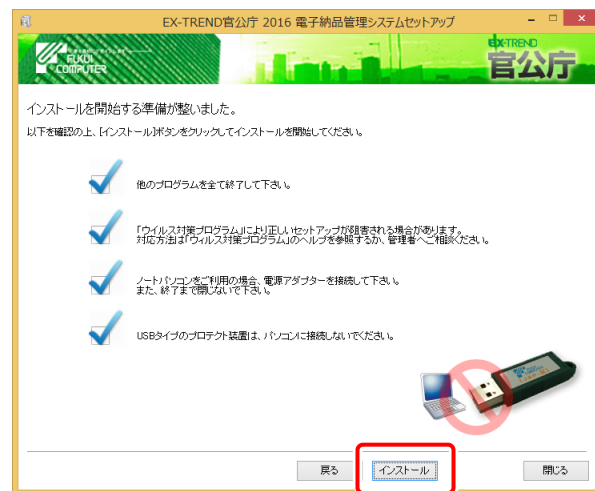 EX-TREND官公庁 2016 電子納品管理システムセットアップ
FUKUI
COMPUTER
EX-TREND
官公庁
インストールを開始する準備が整いました。
以下を確認の上、[インストール]ボタンをクリックしてインストールを開始してください。
他のプログラムを全て終了して下さい。
「ウイルス対策プログラム」により正しいセットアップが阻害される場合があります。
対応方法は「ウィルス対策プログラム」のヘルプを参照するか、管理者へご相談ください。
ノートパソコンをご利用の場合、電源アダプターを接続して下さい。
また、終了まで閉じないで下さい。
USBタイプのプロテクト装置は、パソコンに接続しないでください。
戻る
インストール
閉じる